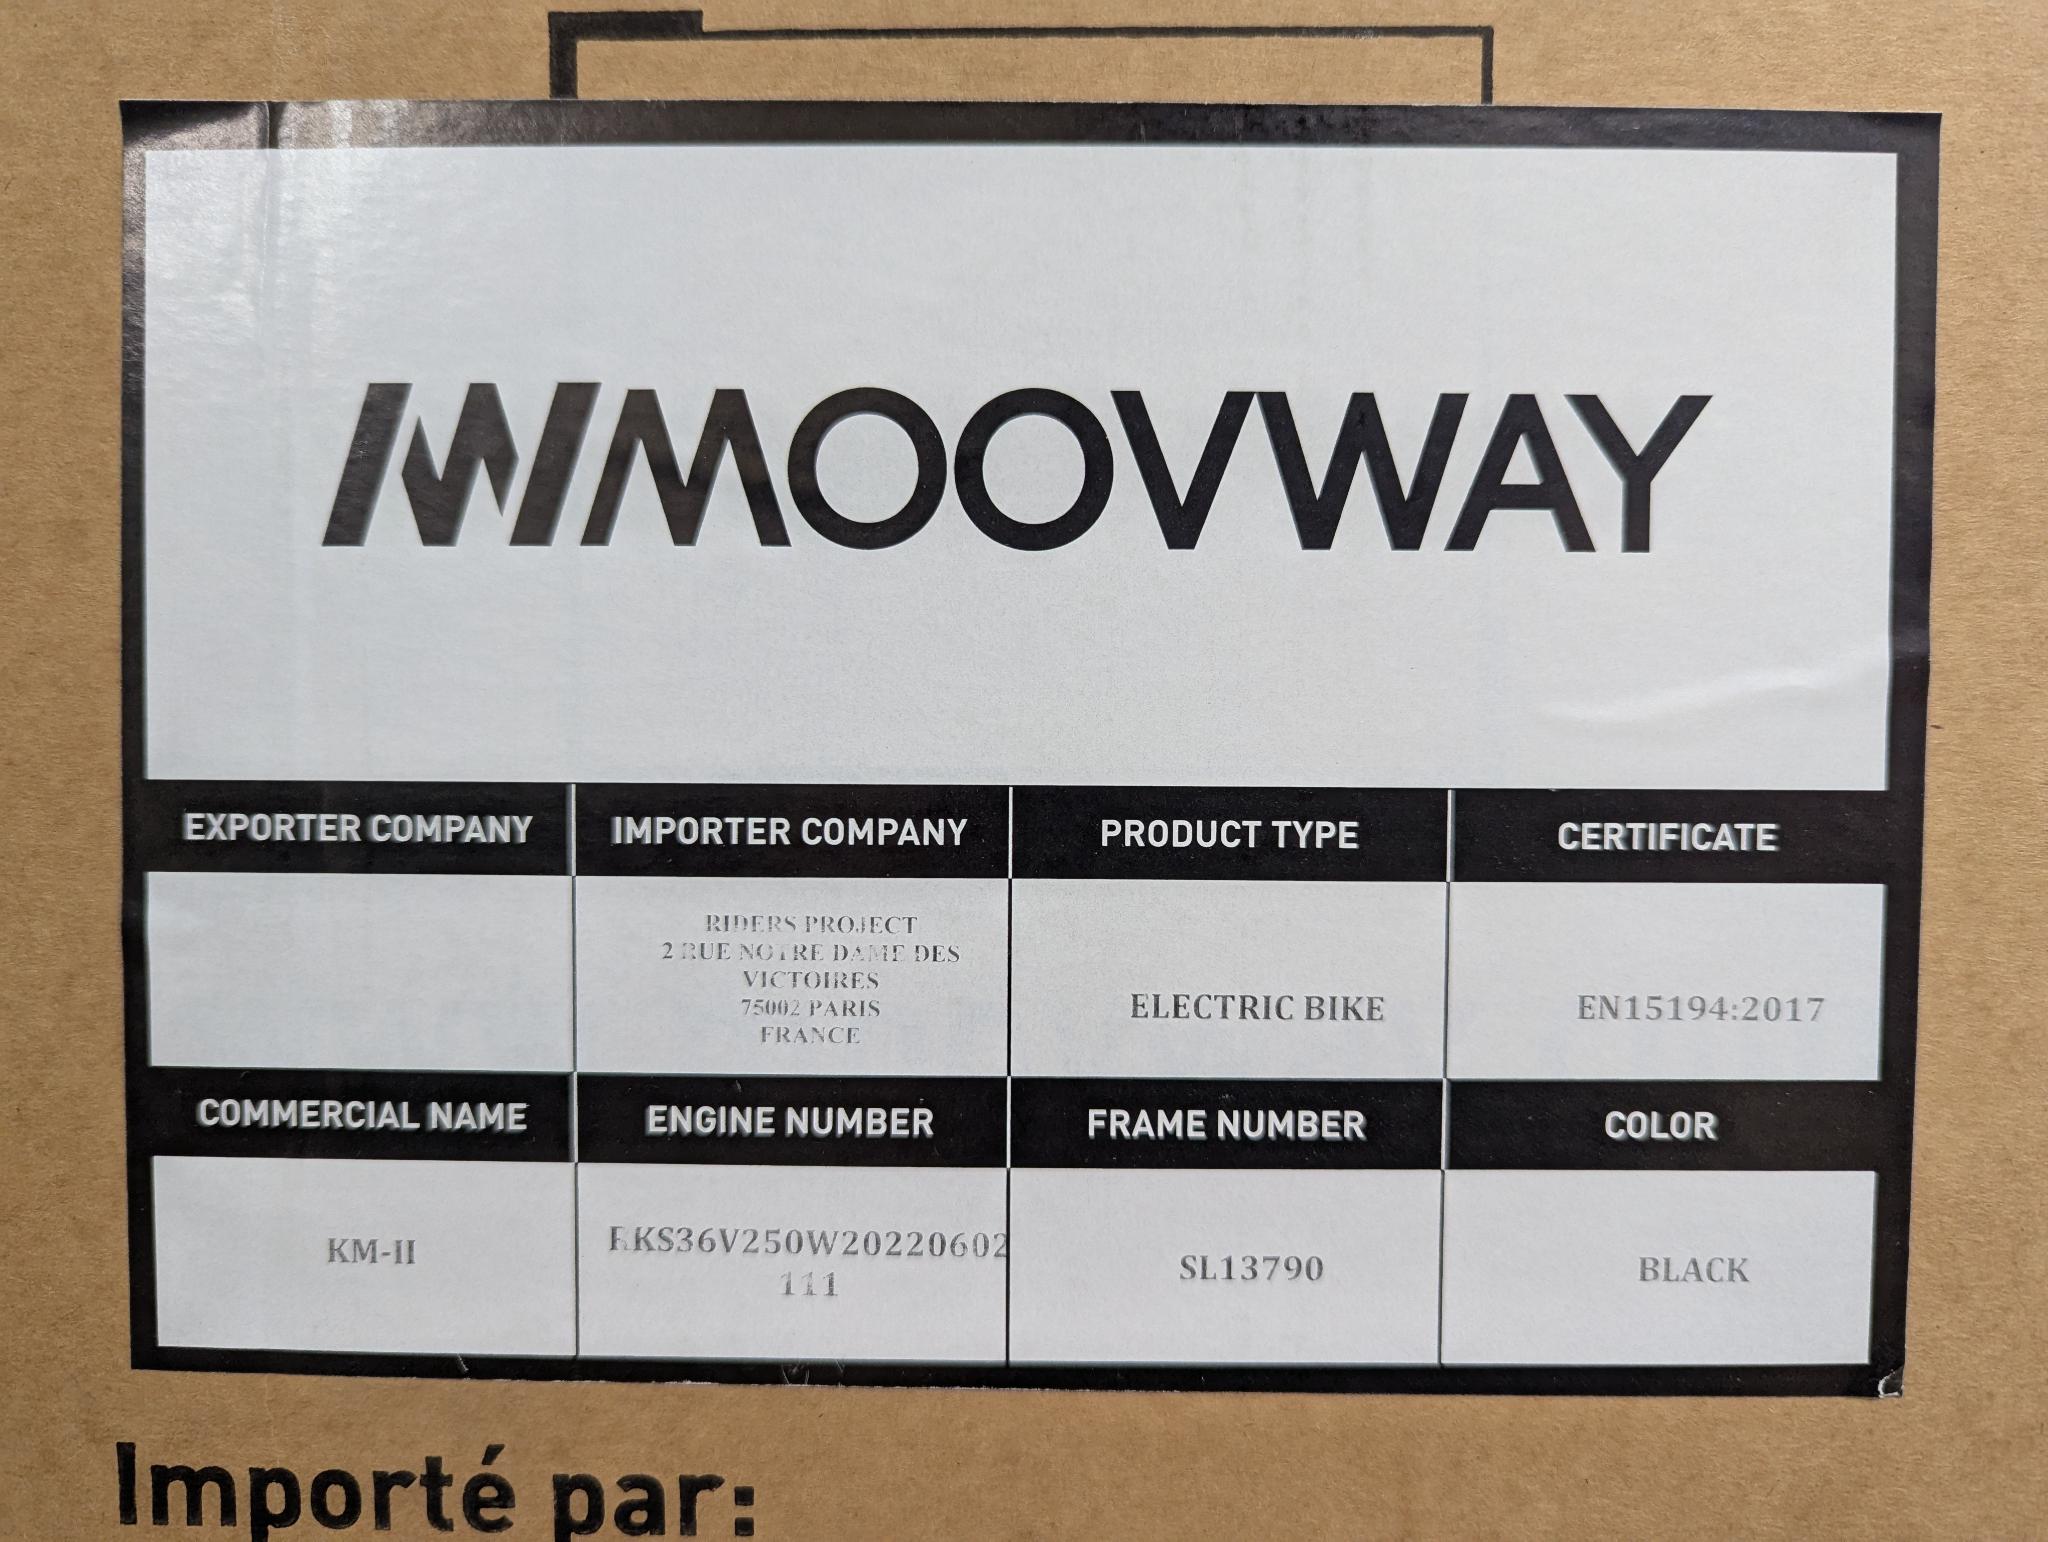 MOOVWAY
EXPORTER COMPANY
IMPORTER COMPANY
PRODUCT TYPE
CERTIFICATE
RIDERS PROJECT
2 RUE NOTRE DAME DES
VICTOIRES
75002 PARIS
FRANCE
ELECTRIC BIKE
EN15194:2017
COMMERCIAL NAME
ENGINE NUMBER
FRAME NUMBER
COLOR
KM-II
RKS36V250W20220602
111
SL13790
BLACK
Importé par: